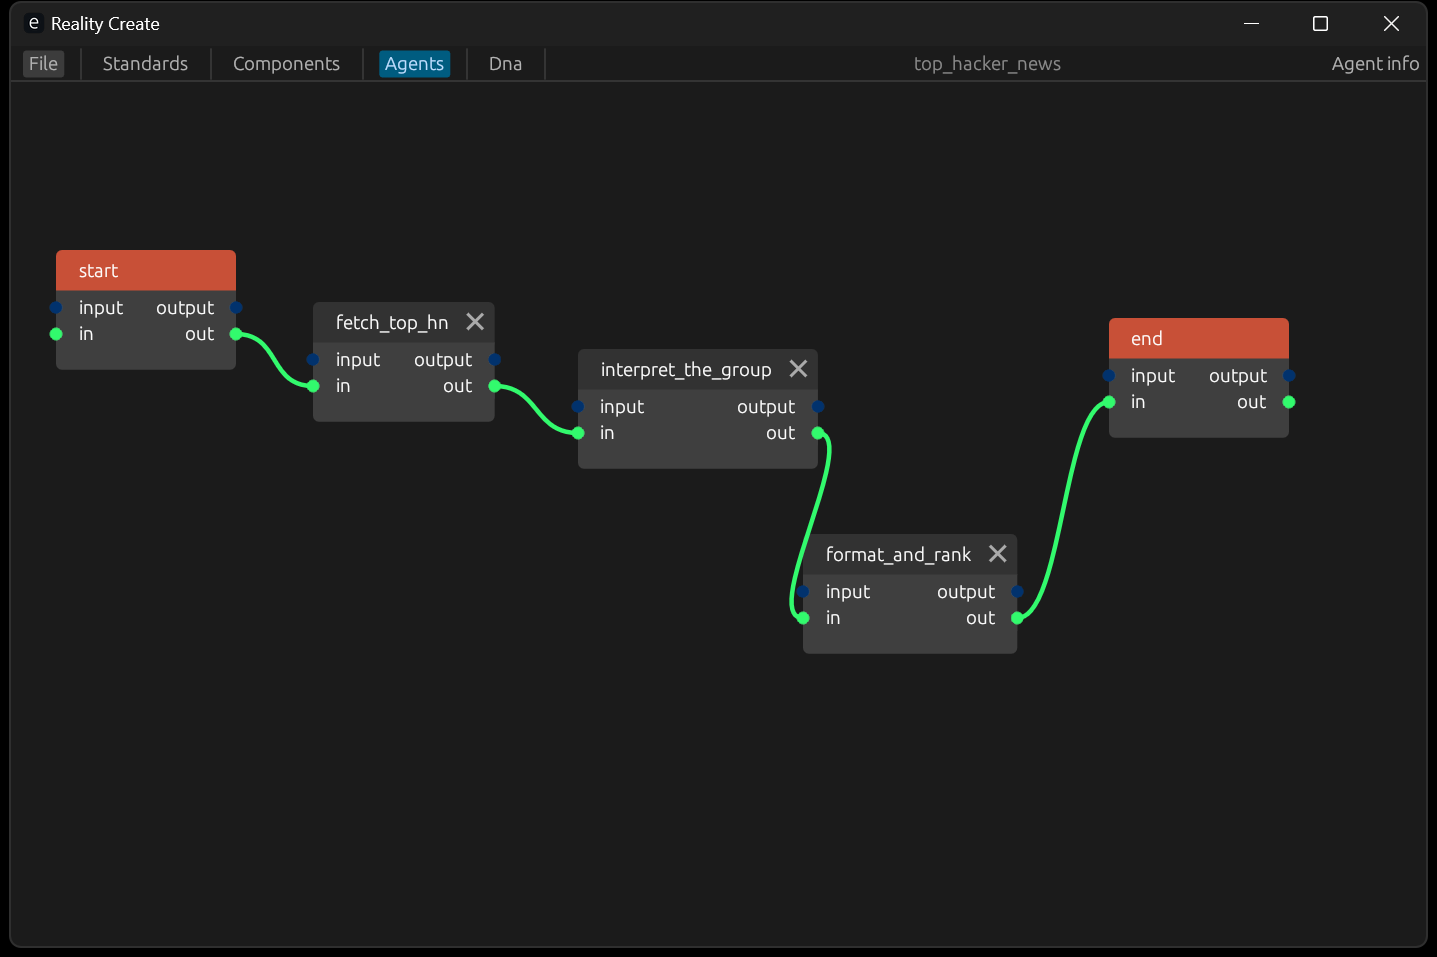 e Reality Create
File Standards Components Agents Dna top_hacker_news Agent info
start
input output
in out
fetch_top_hn
input output
in out
interpret_the_group
input output
in out
format_and_rank
input output
in out
end
input output
in out